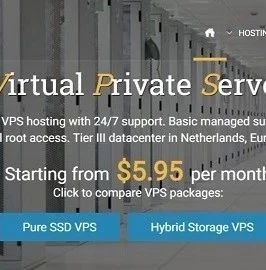 HOSTIN
Virtual Private Serve
VPS hosting with 24/7 support. Basic managed su
l root access. Tier III datacenter in Netherlands, Eu
Starting from $5.95 per month
Click to compare VPS packages:
Pure SSD VPS
Hybrid Storage VPS